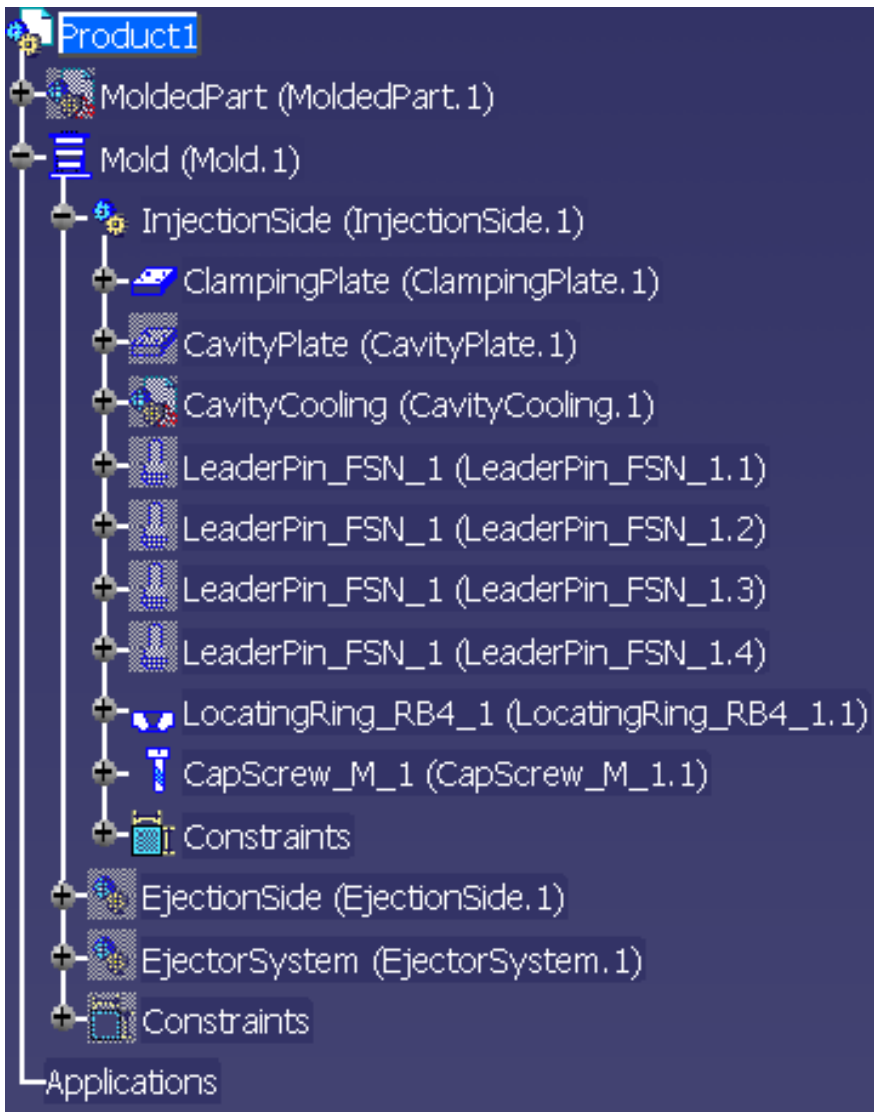 Product1
MoldedPart (MoldedPart.1)
Mold (Mold.1)
InjectionSide (InjectionSide.1)
ClampingPlate (ClampingPlate.1)
CavityPlate (CavityPlate.1)
CavityCooling (CavityCooling.1)
LeaderPin_FSN_1 (LeaderPin_FSN_1.1)
LeaderPin_FSN_1 (LeaderPin_FSN_1.2)
LeaderPin_FSN_1 (LeaderPin_FSN_1.3)
LeaderPin_FSN_1 (LeaderPin_FSN_1.4)
LocatingRing_RB4_1 (LocatingRing_RB4_1.1)
CapScrew_M_1 (CapScrew_M_1.1)
Constraints
EjectionSide (EjectionSide.1)
EjectorSystem (EjectorSystem.1)
Constraints
Applications